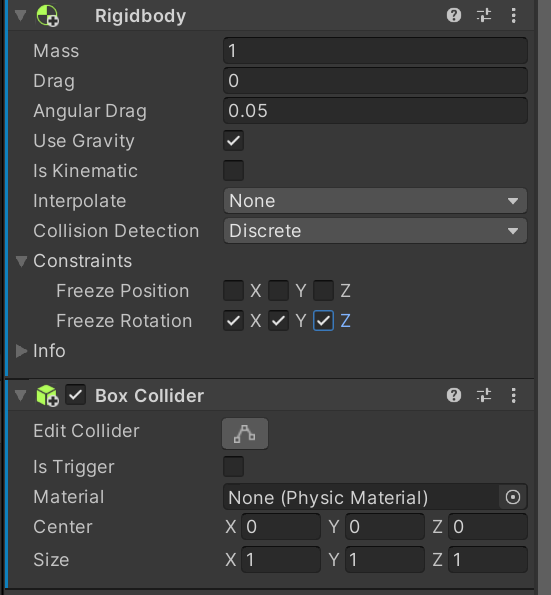 Rigidbody
Mass 1
Drag 0
Angular Drag 0.05
Use Gravity
Is Kinematic
Interpolate None
Collision Detection Discrete
Constraints
Freeze Position X Y Z
Freeze Rotation X Y Z
Info
Box Collider
Edit Collider
Is Trigger
Material None (Physic Material)
Center X 0 Y 0 Z 0
Size X 1 Y 1 Z 1